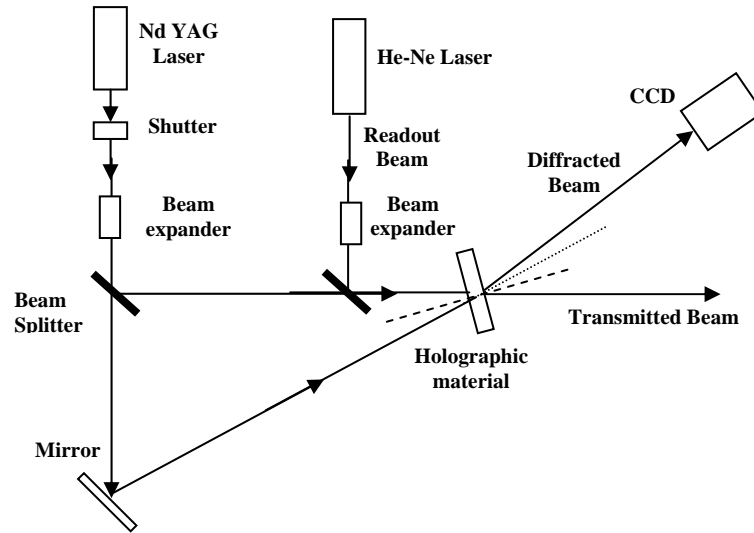 Nd YAG
Laser
He-Ne Laser
CCD
Shutter
Readout
Beam
Diffracted
Beam
Beam
expander
Beam
expander
Beam
Splitter
Transmitted Beam
Holographic
material
Mirror